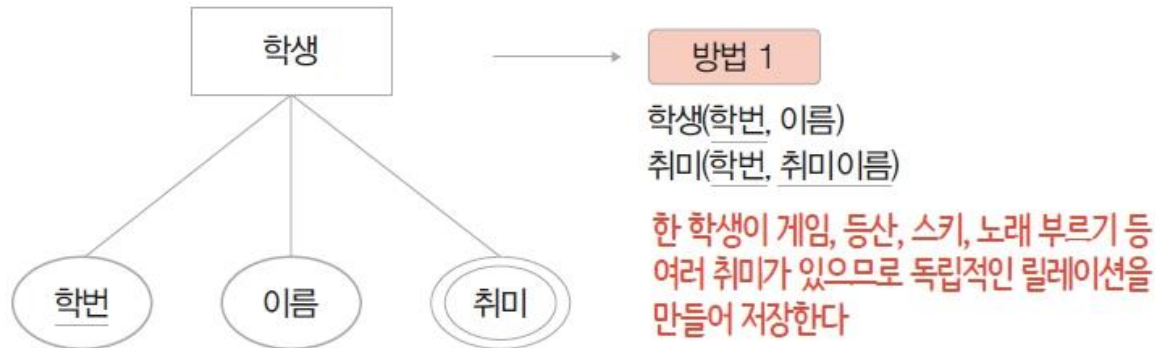 학생
방법 1
학생(학번, 이름)
취미(학번, 취미이름)
한 학생이 게임, 등산, 스키, 노래 부르기 등
여러 취미가 있으므로 독립적인 릴레이션을
만들어 저장한다
학번
이름
취미